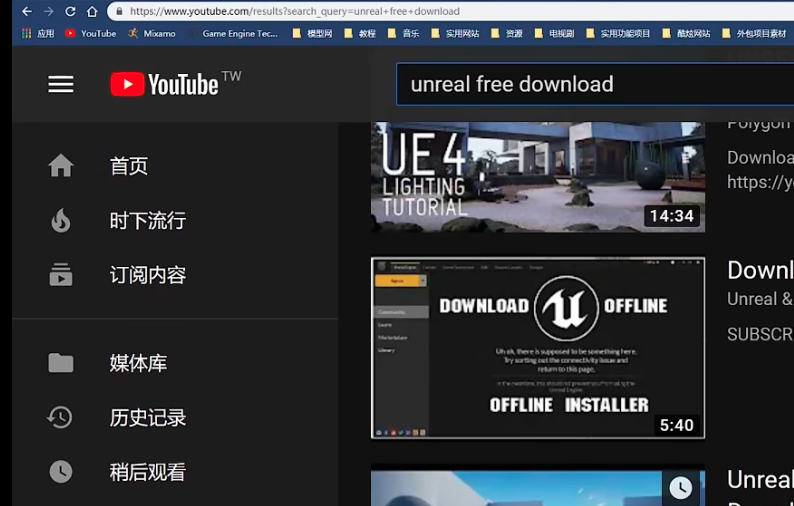 https://www.youtube.com/results?search_query=unreal+free+download
应用 YouTube Mixamo Game Engine Tec... 模型网 教程 音乐 实用网站 资源 电视剧 实用功能项目 酷炫网站 外包项目素材
YouTube TW
unreal free download
首页
时下流行
订阅内容
媒体库
历史记录
稍后观看
UE4
LIGHTING
TUTORIAL
14:34
Polygon
Downloa
https://y
DOWNLOAD OFFLINE
Community
Learn
Marketplace
Library
Uh oh, there is supposed to be something here.
Try sorting out the connectivity issue and
return to this page.
OFFLINE INSTALLER
5:40
Downl
Unreal &
SUBSCR
Unreal